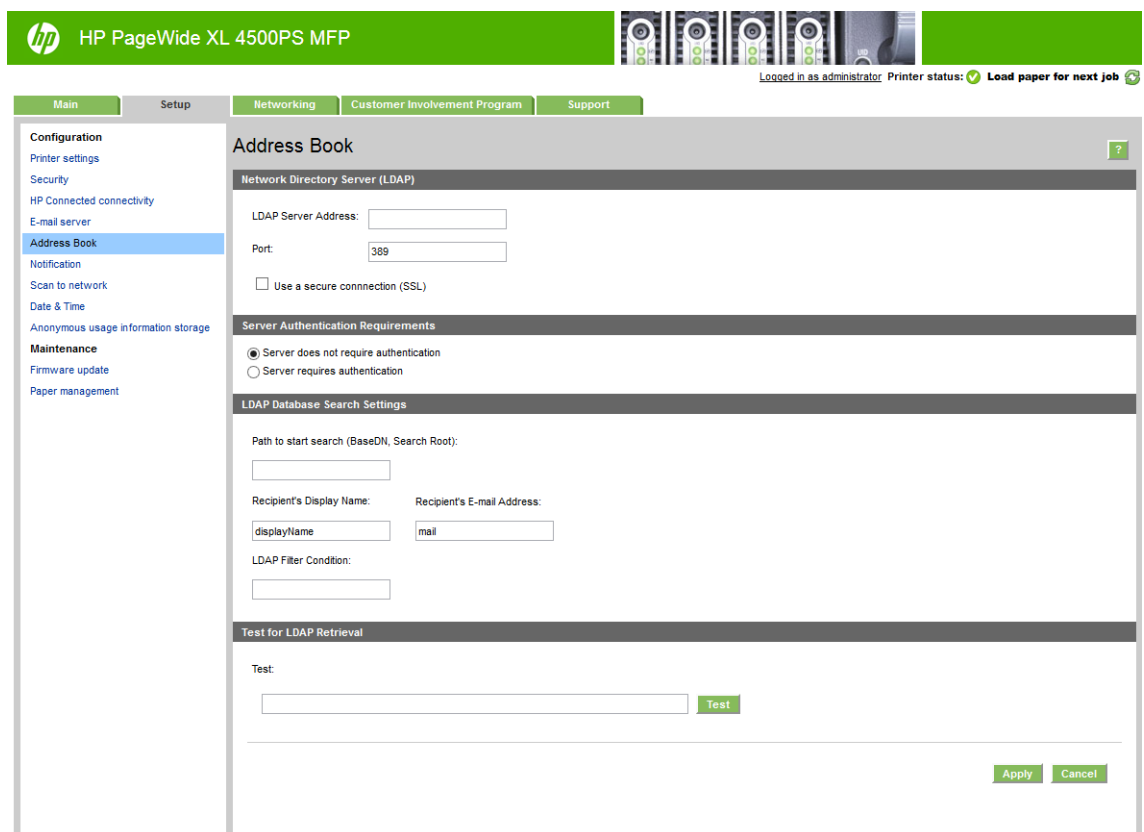 hp
HP PageWide XL 4500PS MFP
UID
Logged in as administrator Printer status: Load paper for next job
Main Setup Networking Customer Involvement Program Support
Configuration
Printer settings
Security
HP Connected connectivity
E-mail server
Address Book
Notification
Scan to network
Date & Time
Anonymous usage information storage
Maintenance
Firmware update
Paper management
Address Book
?
Network Directory Server (LDAP)
LDAP Server Address:
Port: 389
Use a secure connnection (SSL)
Server Authentication Requirements
Server does not require authentication
Server requires authentication
LDAP Database Search Settings
Path to start search (BaseDN, Search Root):
Recipient's Display Name: Recipient's E-mail Address:
displayName mail
LDAP Filter Condition:
Test for LDAP Retrieval
Test:
Test
Apply Cancel